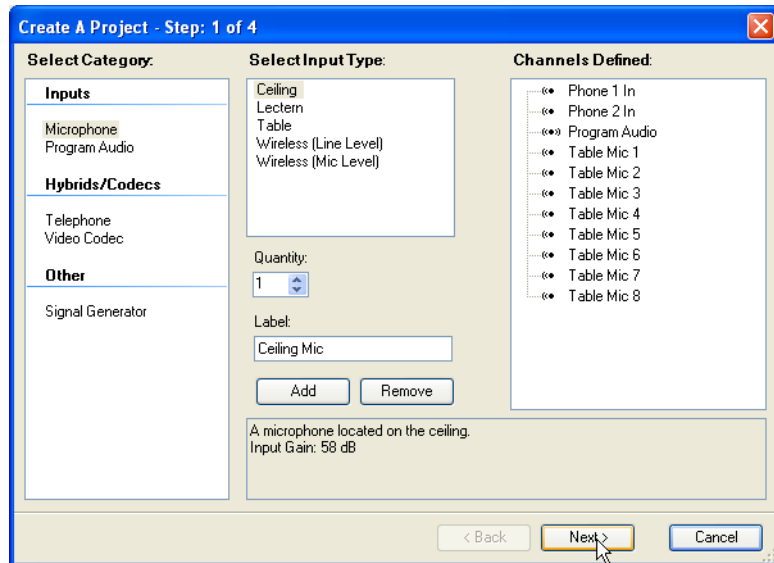 Create A Project - Step: 1 of 4
Select Category:
Inputs
Microphone
Program Audio
Hybrids/Codecs
Telephone
Video Codec
Other
Signal Generator
Select Input Type:
Ceiling
Lectern
Table
Wireless (Line Level)
Wireless (Mic Level)
Quantity:
1
Label:
Ceiling Mic
Add
Remove
A microphone located on the ceiling.
Input Gain: 58 dB
Channels Defined:
Phone 1 In
Phone 2 In
Program Audio
Table Mic 1
Table Mic 2
Table Mic 3
Table Mic 4
Table Mic 5
Table Mic 6
Table Mic 7
Table Mic 8
< Back
Next >
Cancel